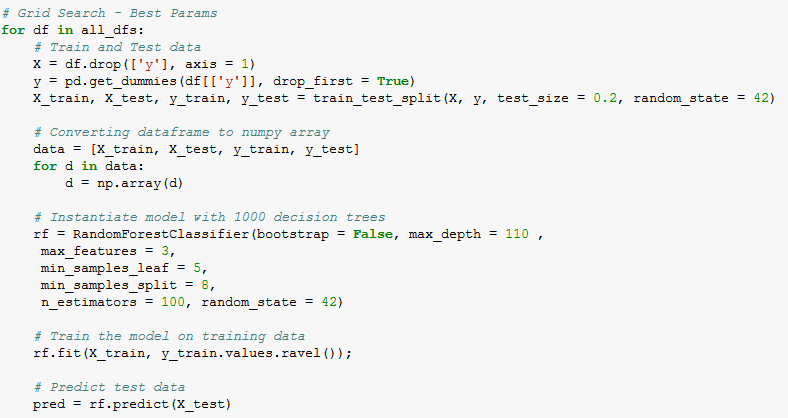 # Grid Search - Best Params
for df in all_dfs:
    # Train and Test data
    X = df.drop(['y'], axis = 1)
    y = pd.get_dummies(df[['y']], drop_first = True)
    X_train, X_test, y_train, y_test = train_test_split(X, y, test_size = 0.2, random_state = 42)

    # Converting dataframe to numpy array
    data = [X_train, X_test, y_train, y_test]
    for d in data:
        d = np.array(d)

    # Instantiate model with 1000 decision trees
    rf = RandomForestClassifier(bootstrap = False, max_depth = 110 ,
     max_features = 3,
     min_samples_leaf = 5,
     min_samples_split = 8,
     n_estimators = 100, random_state = 42)

    # Train the model on training data
    rf.fit(X_train, y_train.values.ravel());

    # Predict test data
    pred = rf.predict(X_test)